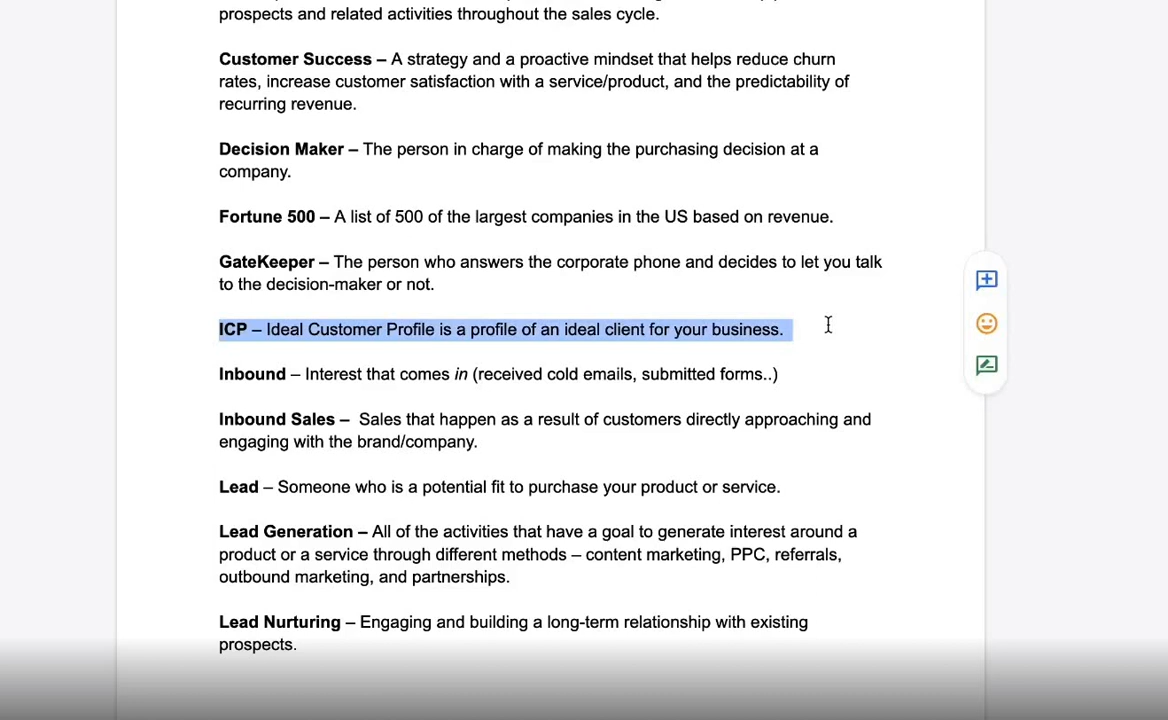 prospects and related activities throughout the sales cycle.
Customer Success – A strategy and a proactive mindset that helps reduce churn
rates, increase customer satisfaction with a service/product, and the predictability of
recurring revenue.
Decision Maker – The person in charge of making the purchasing decision at a
company.
Fortune 500 – A list of 500 of the largest companies in the US based on revenue.
GateKeeper – The person who answers the corporate phone and decides to let you talk
to the decision-maker or not.
ICP – Ideal Customer Profile is a profile of an ideal client for your business.
Inbound – Interest that comes in (received cold emails, submitted forms..)
Inbound Sales –  Sales that happen as a result of customers directly approaching and
engaging with the brand/company.
Lead – Someone who is a potential fit to purchase your product or service.
Lead Generation – All of the activities that have a goal to generate interest around a
product or a service through different methods – content marketing, PPC, referrals,
outbound marketing, and partnerships.
Lead Nurturing – Engaging and building a long-term relationship with existing
prospects.